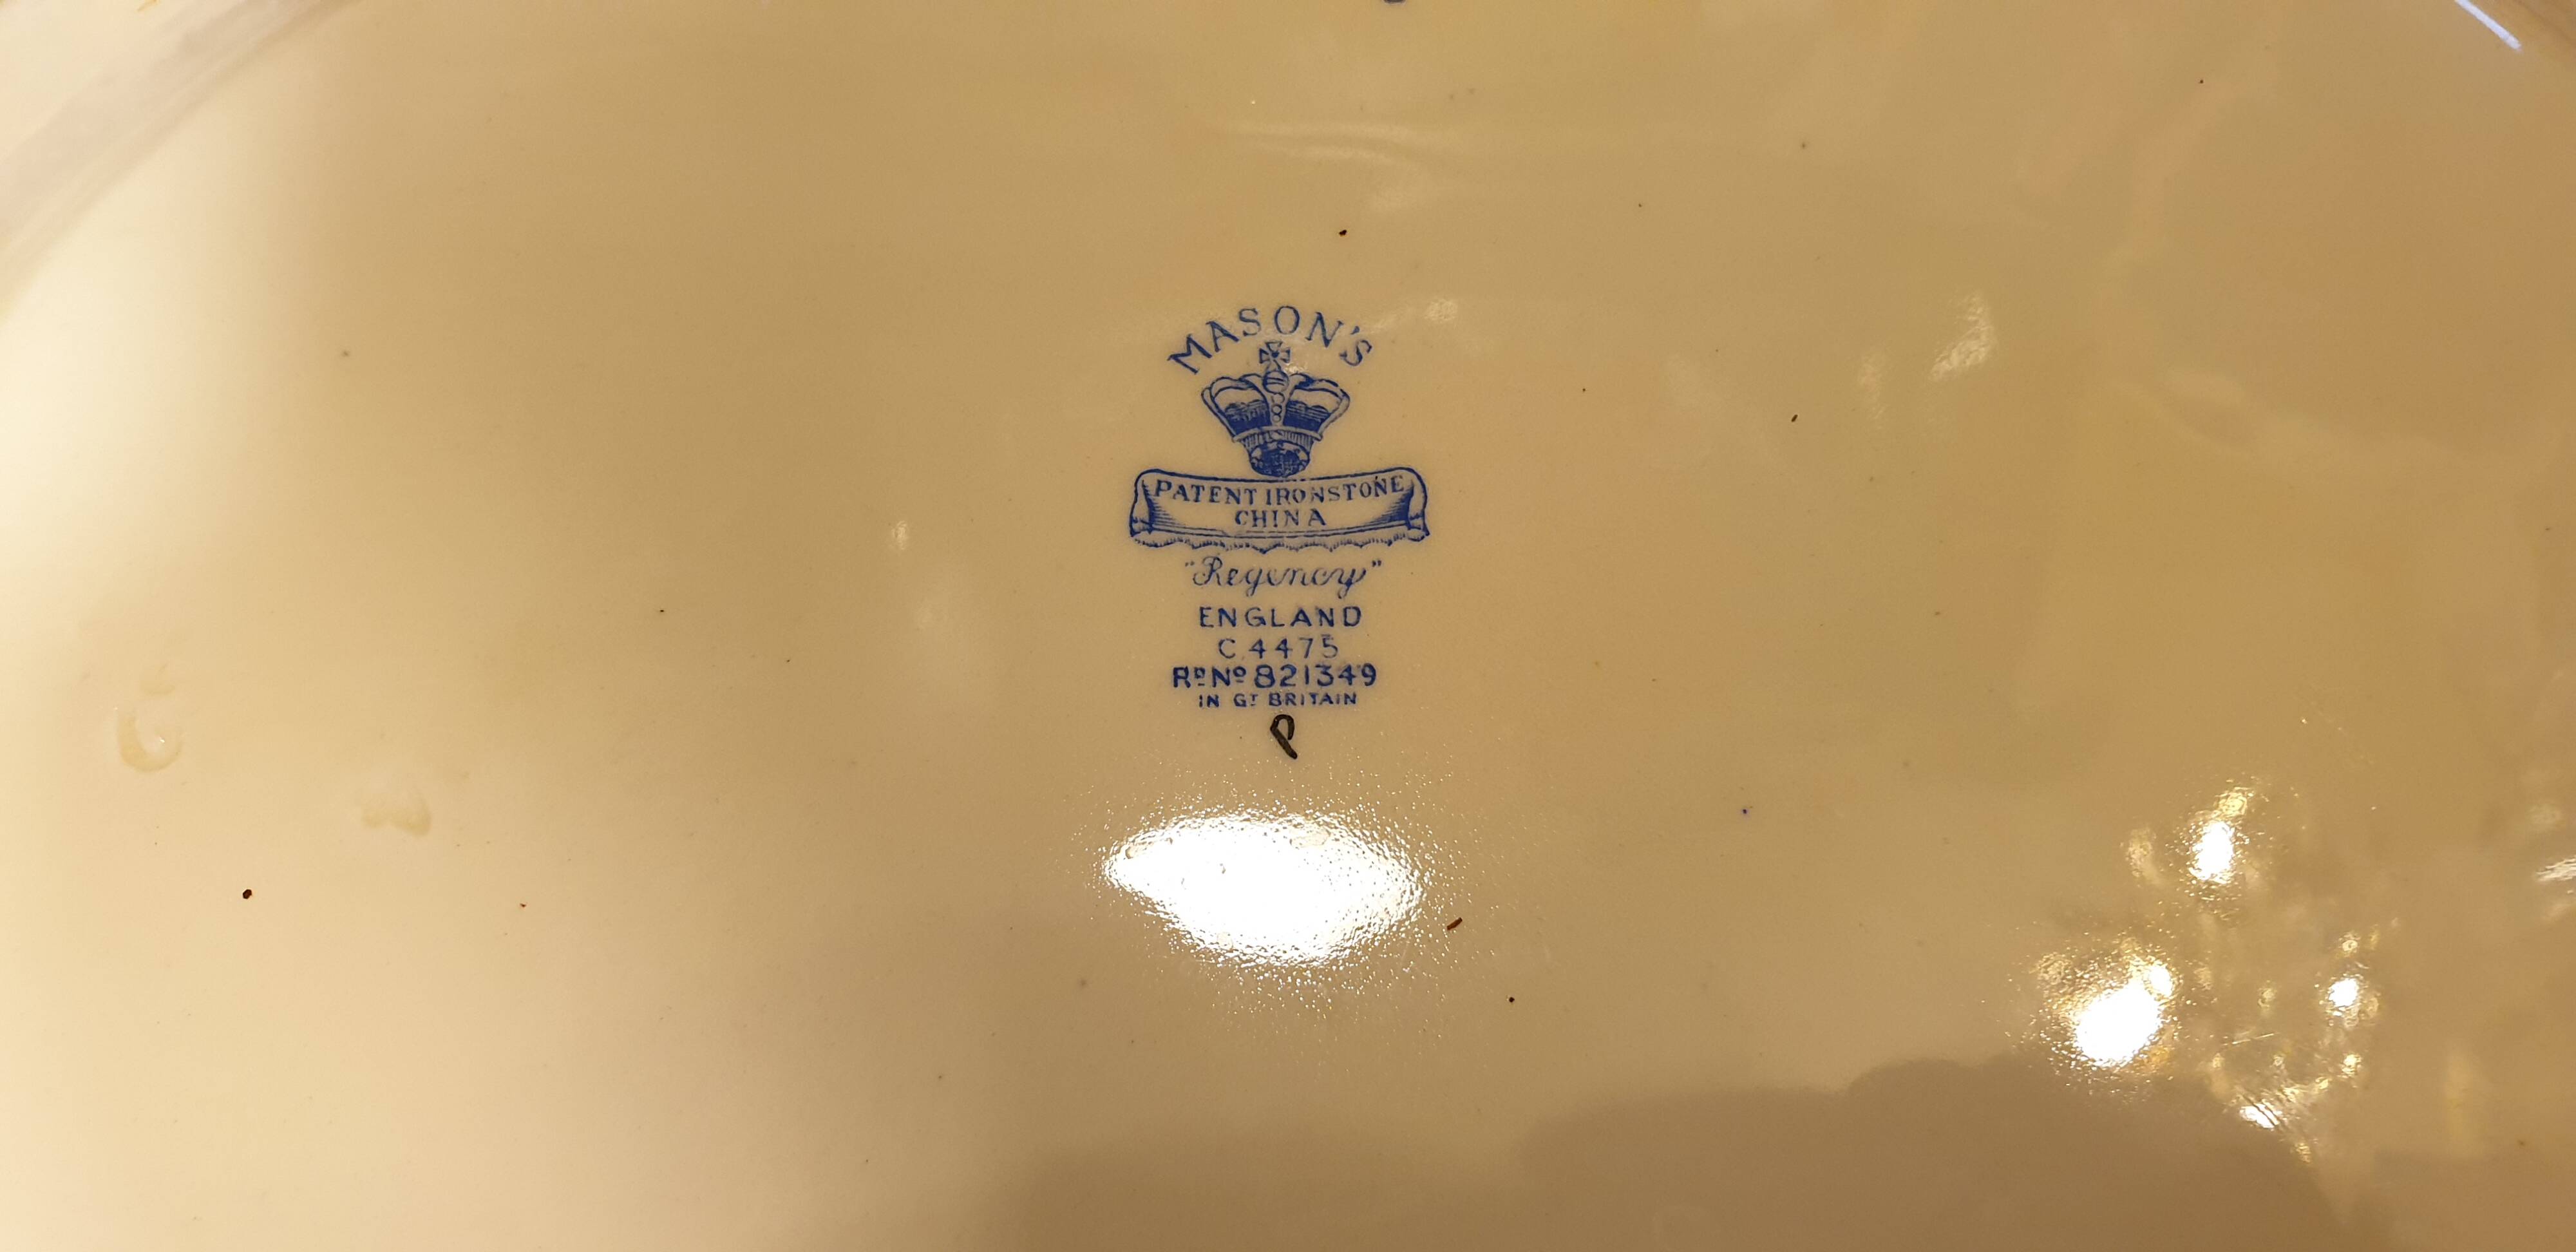 MASON'S
PATENT IRONSTONE
CHINA
"Regency"
ENGLAND
C.4475
Rᴰ Nº 821349
IN Gᵀ BRITAIN
P